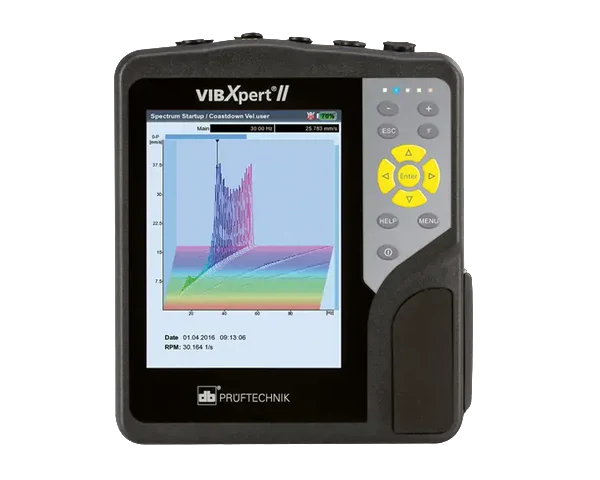 VIBXpert® II
Spectrum Startup / Coastdown Vel.user 70%
Main 30.00 Hz 25.783 mm/s
0-P
[mm/s]
37.5
30
22.5
15
7.5
20 40 60 80 [Hz]
Date 01.04.2016 09:13:06
RPM: 30.164 1/s
db® PRÜFTECHNIK
- +
ESC F
Enter
HELP MENU